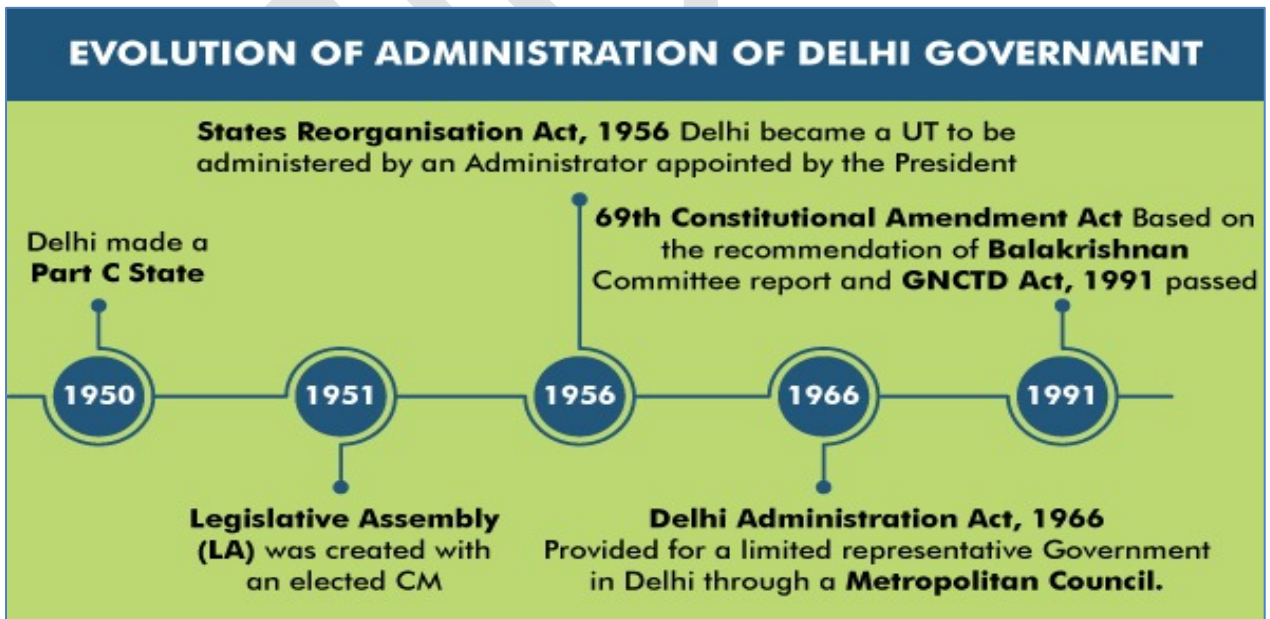 EVOLUTION OF ADMINISTRATION OF DELHI GOVERNMENT
States Reorganisation Act, 1956 Delhi became a UT to be
administered by an Administrator appointed by the President
69th Constitutional Amendment Act Based on
the recommendation of Balakrishnan
Committee report and GNCTD Act, 1991 passed
Delhi made a
Part C State
1950
1951
1956
1966
1991
Legislative Assembly
(LA) was created with
an elected CM
Delhi Administration Act, 1966
Provided for a limited representative Government
in Delhi through a Metropolitan Council.